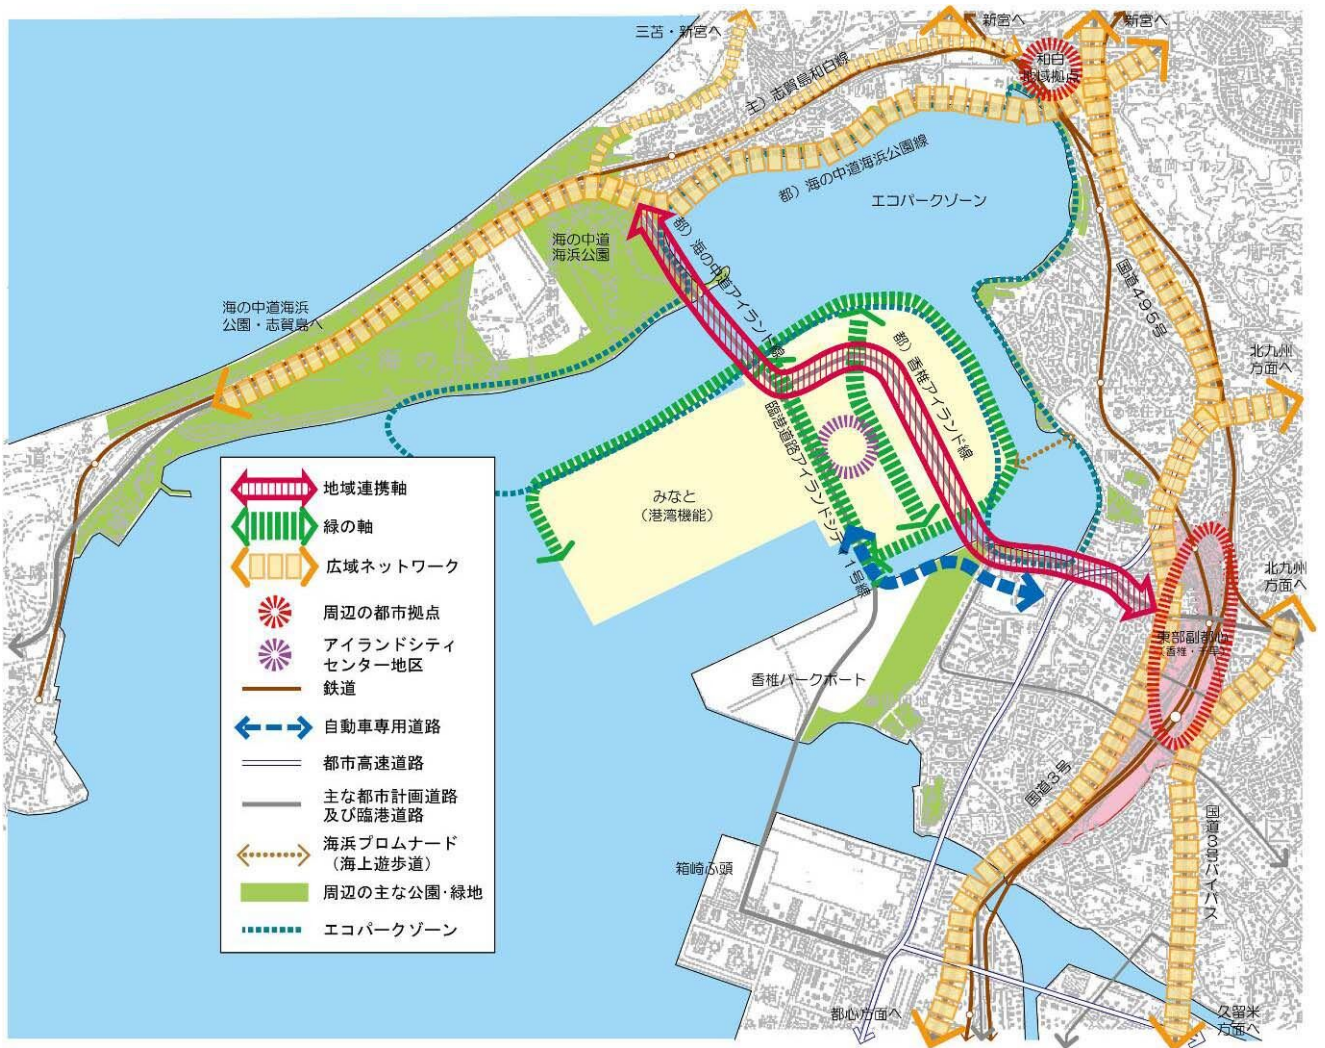 三苫・新宮へ
新宮へ
新宮へ
和白
地域拠点
主）志賀島和白線
都）海の中道海浜公園線
エコパークゾーン
海の中道
海浜公園
都）海の中道アイランド線
国道495号
海の中道海浜
公園・志賀島へ
都）香椎アイランド線
北九州
方面へ
臨港道路アイランドシティ1号線
みなと
（港湾機能）
北九州
方面へ
東部副都心
（香椎・千早）
香椎パークポート
国道3号
国道3号バイパス
箱崎ふ頭
都心方面へ
久留米
方面へ
地域連携軸
緑の軸
広域ネットワーク
周辺の都市拠点
アイランドシティ
センター地区
鉄道
自動車専用道路
都市高速道路
主な都市計画道路
及び臨港道路
海浜プロムナード
（海上遊歩道）
周辺の主な公園・緑地
エコパークゾーン